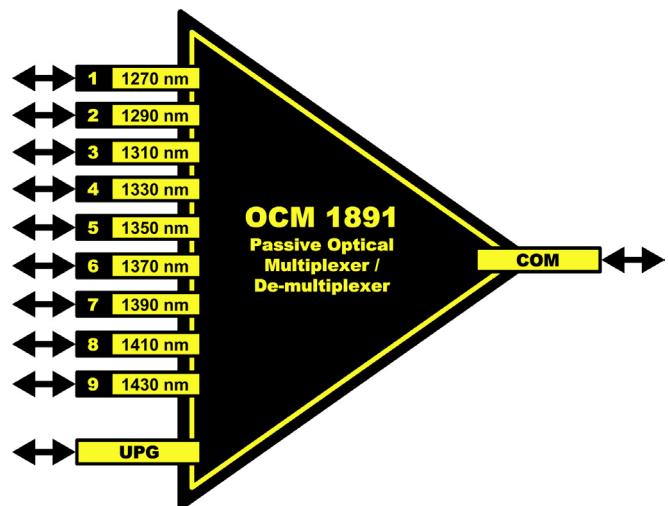 1 1270 nm
2 1290 nm
3 1310 nm
4 1330 nm
5 1350 nm
6 1370 nm
7 1390 nm
8 1410 nm
9 1430 nm
UPG
OCM 1891
Passive Optical
Multiplexer /
De-multiplexer
COM